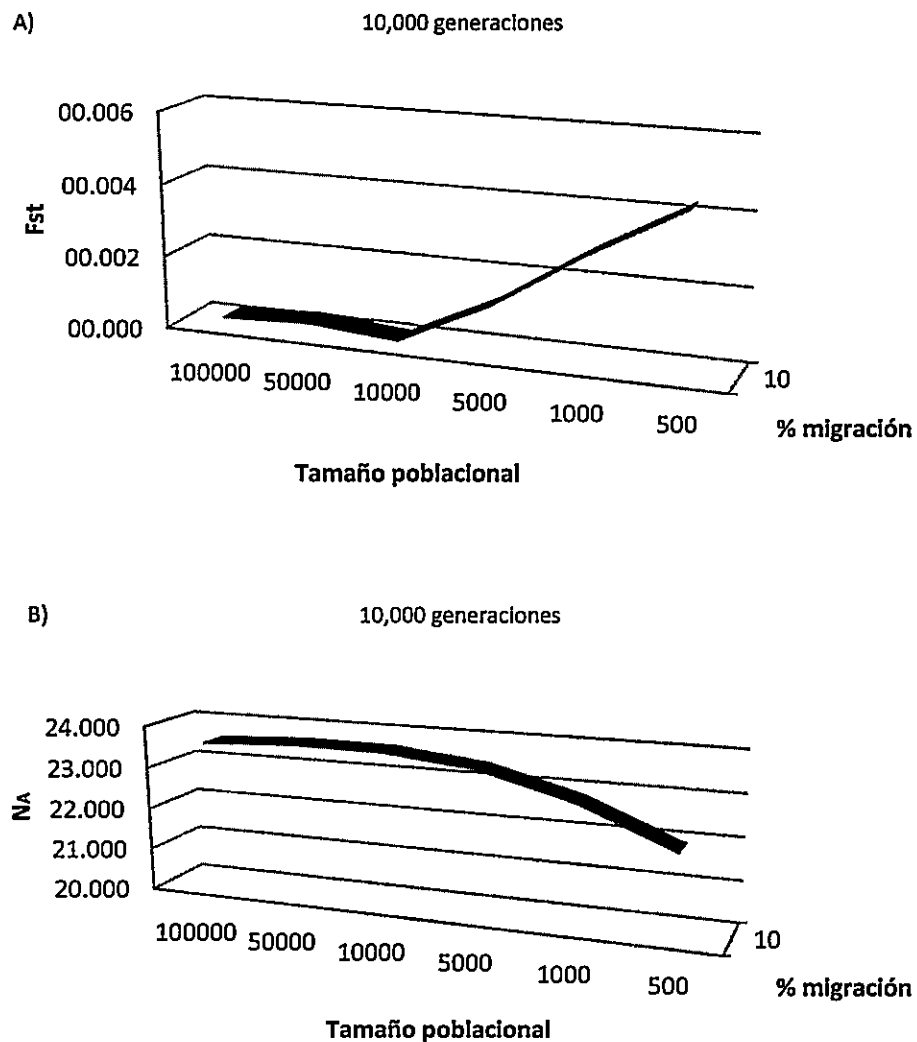 A)
10,000 generaciones
00.006
00.004
00.002
00.000
Fst
100000 50000 10000 5000 1000 500
10
% migración
Tamaño poblacional
B)
10,000 generaciones
24.000
23.000
22.000
21.000
20.000
NA
100000 50000 10000 5000 1000 500
10
% migración
Tamaño poblacional